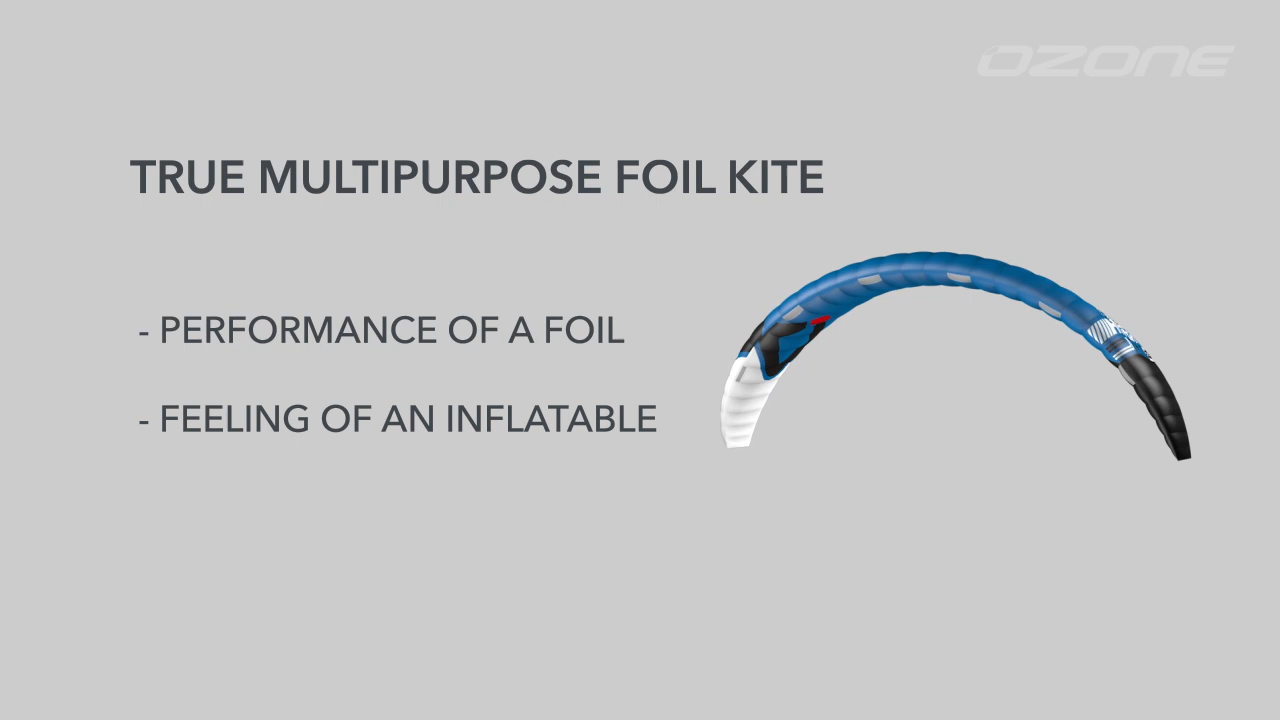 OZONE
TRUE MULTIPURPOSE FOIL KITE
- PERFORMANCE OF A FOIL
- FEELING OF AN INFLATABLE